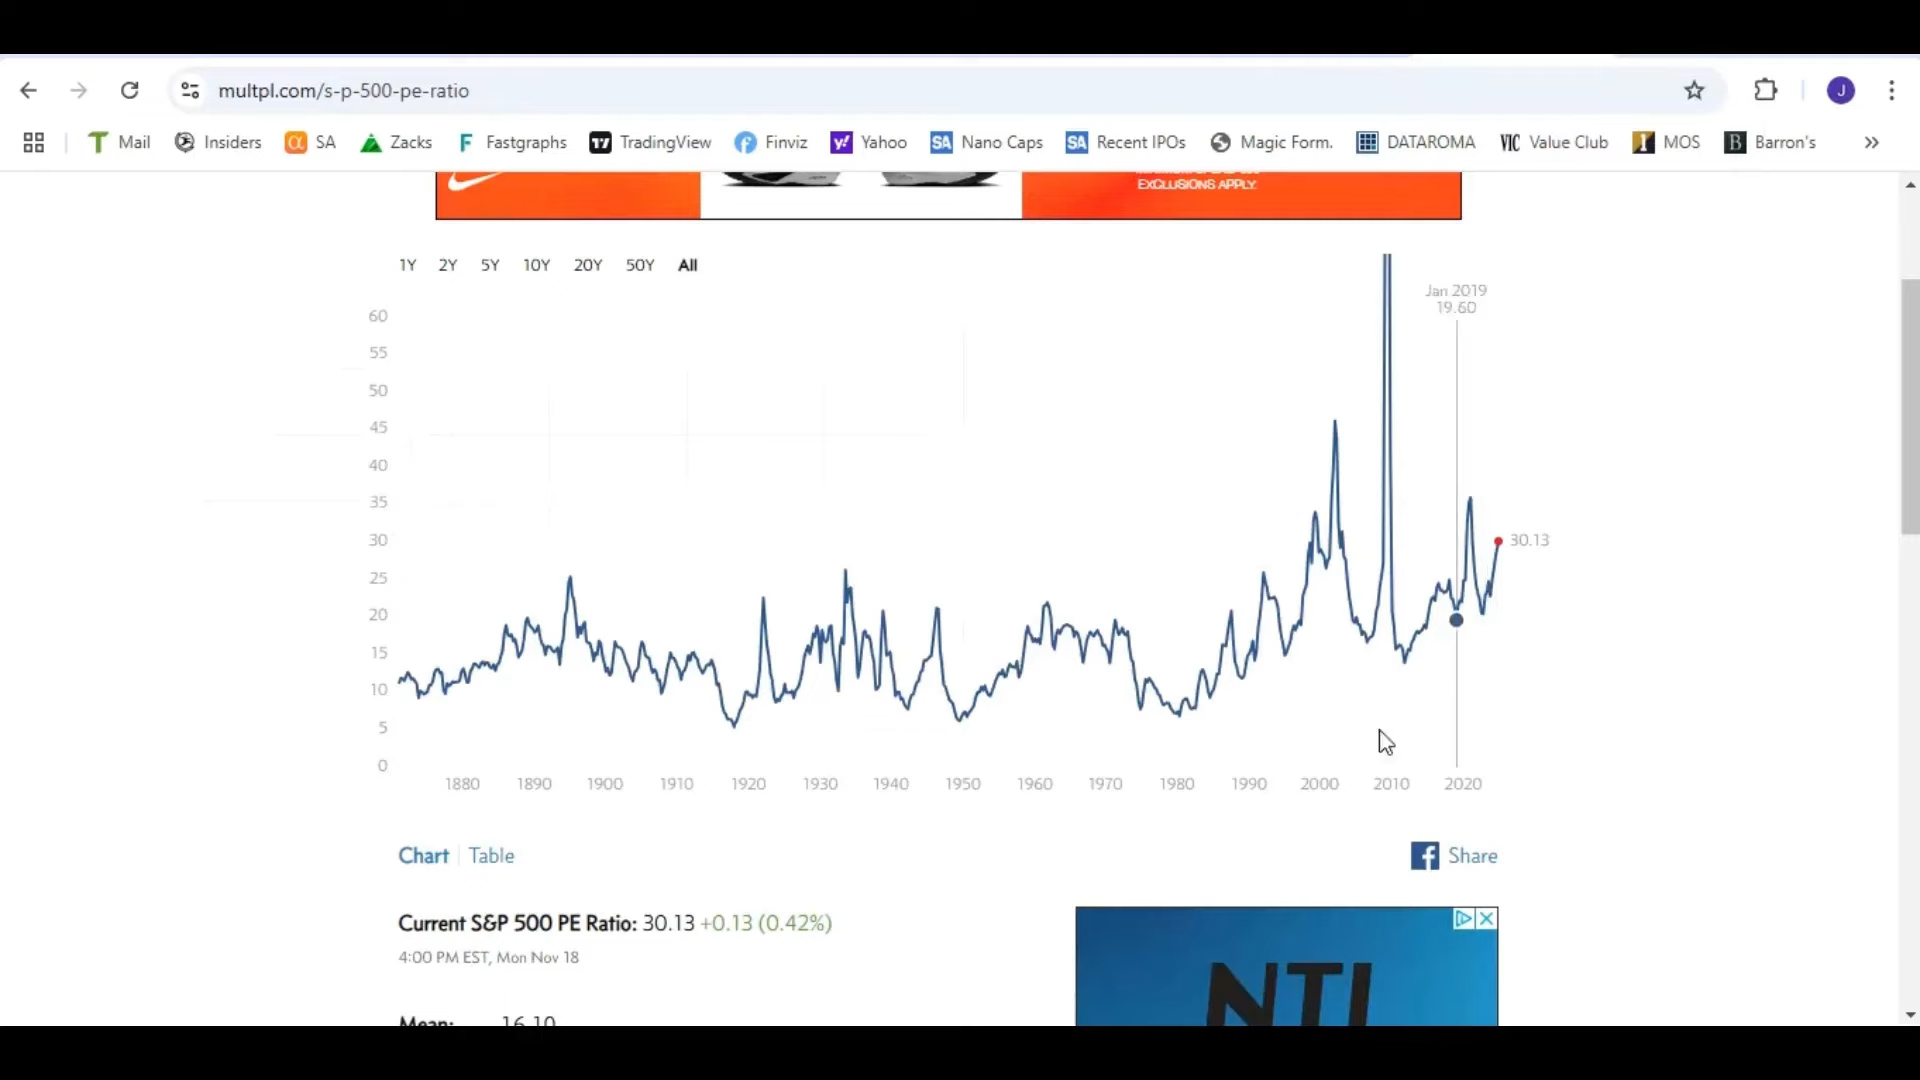 multpl.com/s-p-500-pe-ratio
J
Mail
Insiders
SA
Zacks
Fastgraphs
TradingView
Finviz
Yahoo
SA Nano Caps
SA Recent IPOs
Magic Form.
DATAROMA
VIC Value Club
MOS
B Barron's
EXCLUSIONS APPLY.
1Y 2Y 5Y 10Y 20Y 50Y All
Jan 2019
19.60
60
55
50
45
40
35
30
25
20
15
10
5
0
30.13
1880 1890 1900 1910 1920 1930 1940 1950 1960 1970 1980 1990 2000 2010 2020
Chart Table
Share
Current S&P 500 PE Ratio: 30.13 +0.13 (0.42%)
4:00 PM EST, Mon Nov 18
NTI
Mean: 16.10